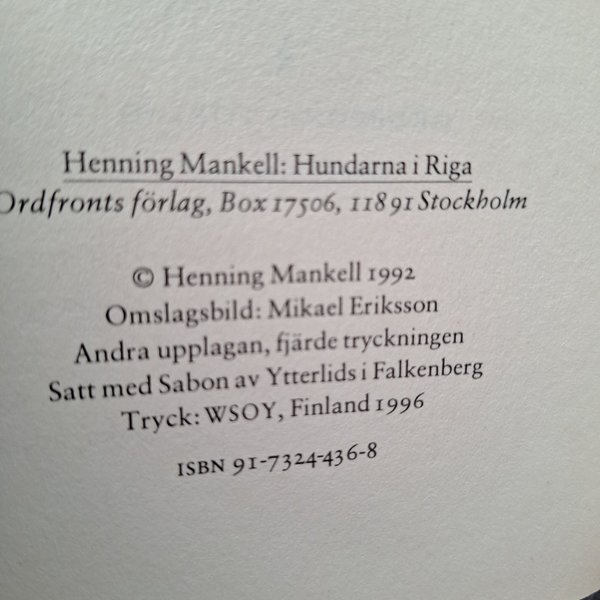 Henning Mankell: Hundarna i Riga
Ordfronts förlag, Box 17506, 118 91 Stockholm
© Henning Mankell 1992
Omslagsbild: Mikael Eriksson
Andra upplagan, fjärde tryckningen
Satt med Sabon av Ytterlids i Falkenberg
Tryck: WSOY, Finland 1996
ISBN 91-7324-436-8